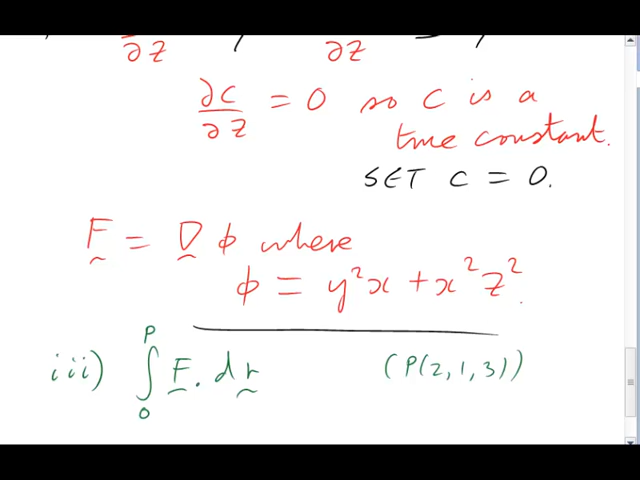 ∂z ∂z
∂c/∂z = 0 so c is a
true constant.
SET c = 0.
F = ∇ φ where
φ = y²x + x²z².
iii) ∫₀ᴾ F . dr (P(2,1,3))